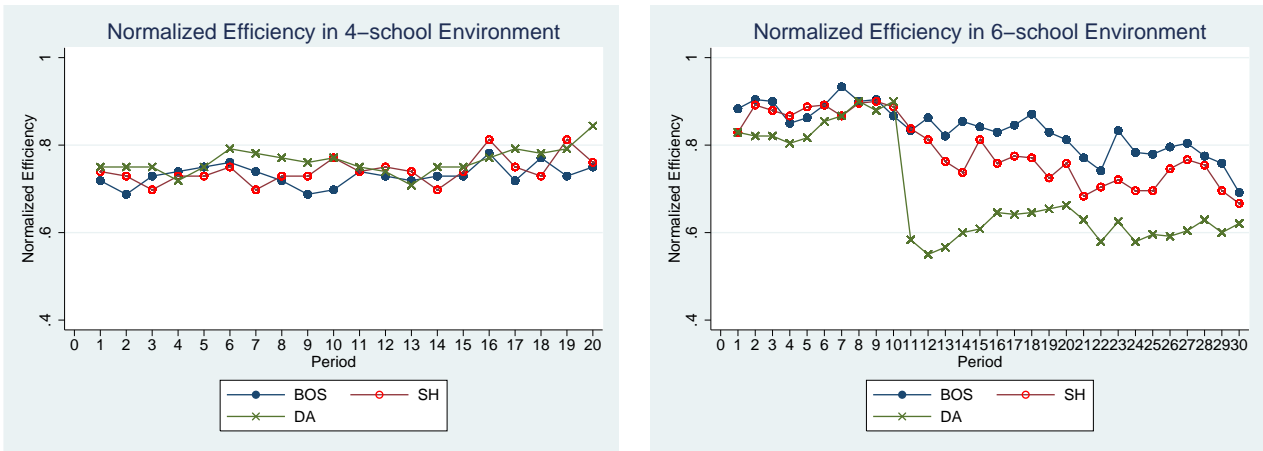 Normalized Efficiency in 4−school Environment
Normalized Efficiency
1
.8
.6
.4
0 1 2 3 4 5 6 7 8 9 10 11 12 13 14 15 16 17 18 19 20
Period
BOS SH
DA
Normalized Efficiency in 6−school Environment
Normalized Efficiency
1
.8
.6
.4
0 1 2 3 4 5 6 7 8 9 10 11 12 13 14 15 16 17 18 19 20 21 22 23 24 25 26 27 28 29 30
Period
BOS SH
DA